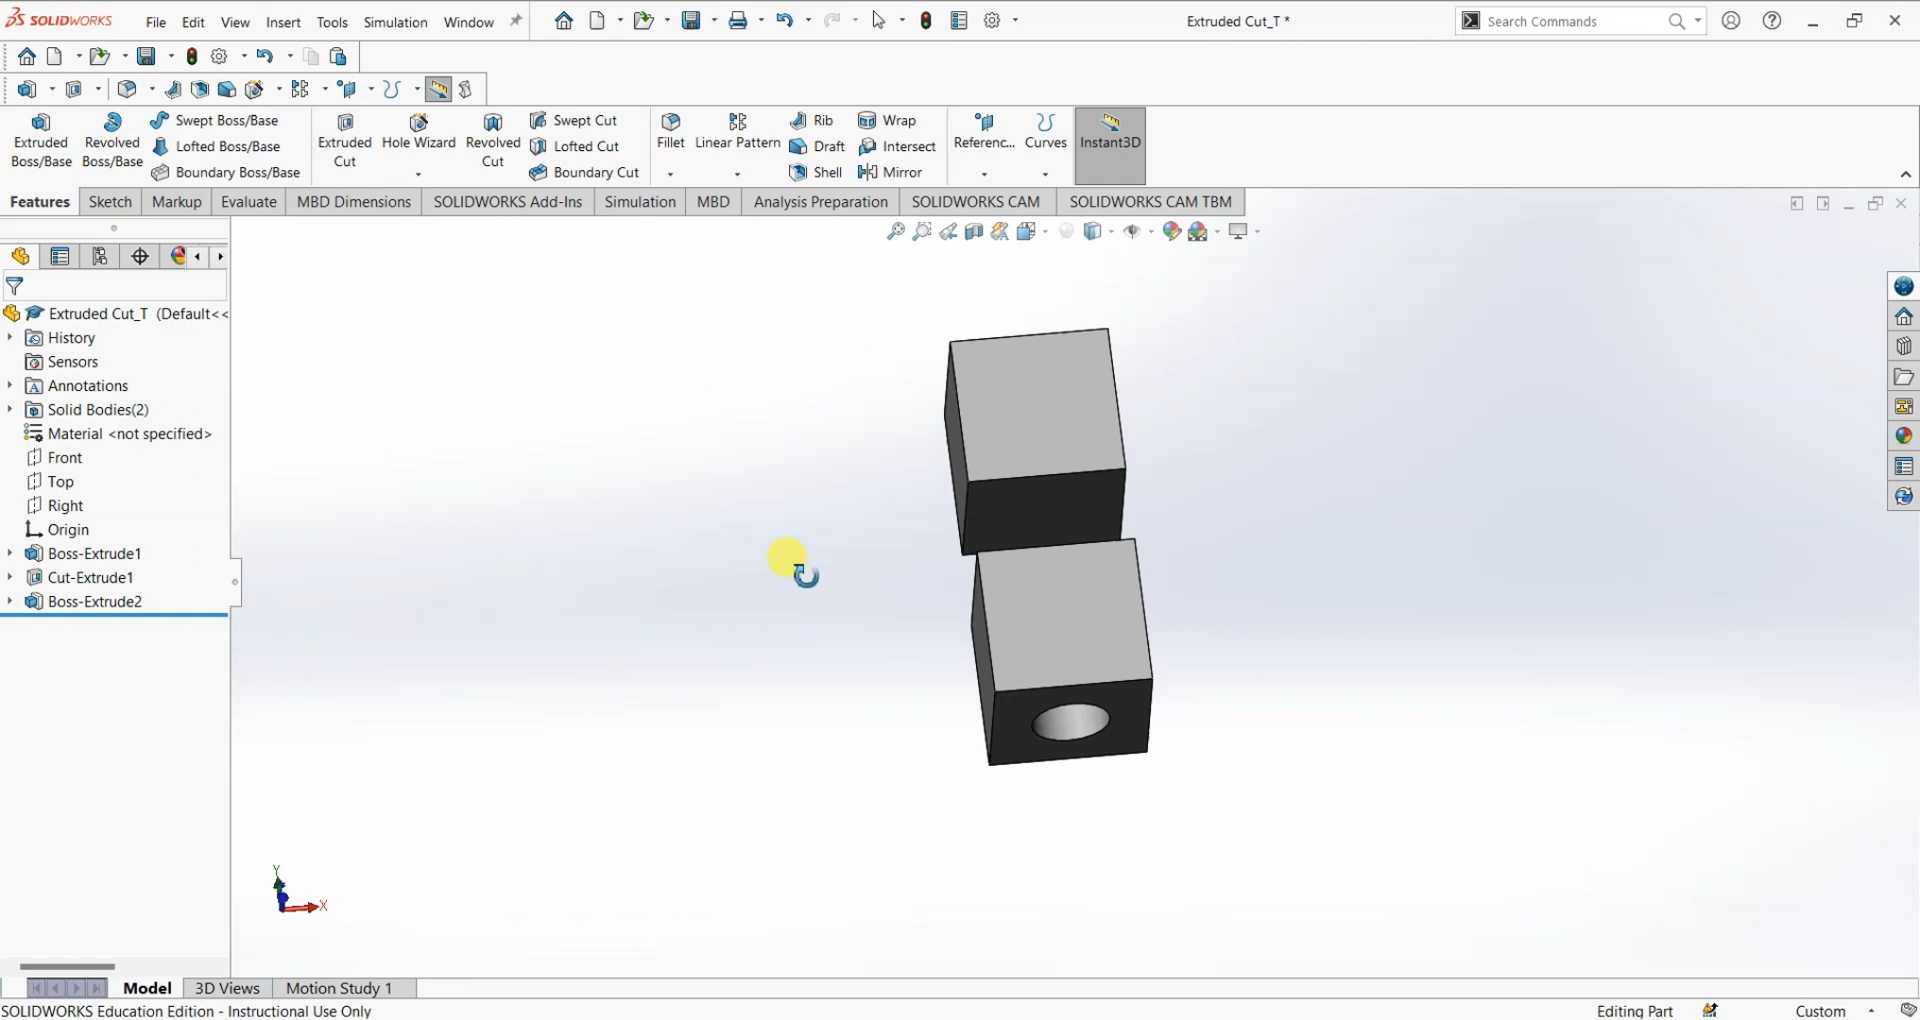 SOLIDWORKS File Edit View Insert Tools Simulation Window Extruded Cut_T * Search Commands
Extruded Boss/Base
Revolved Boss/Base
Swept Boss/Base
Lofted Boss/Base
Boundary Boss/Base
Extruded Cut
Hole Wizard
Revolved Cut
Swept Cut
Lofted Cut
Boundary Cut
Fillet
Linear Pattern
Rib
Draft
Shell
Wrap
Intersect
Mirror
Referenc...
Curves
Instant3D
Features Sketch Markup Evaluate MBD Dimensions SOLIDWORKS Add-Ins Simulation MBD Analysis Preparation SOLIDWORKS CAM SOLIDWORKS CAM TBM
Extruded Cut_T (Default<<
History
Sensors
Annotations
Solid Bodies(2)
Material <not specified>
Front
Top
Right
Origin
Boss-Extrude1
Cut-Extrude1
Boss-Extrude2
Y
X
Model 3D Views Motion Study 1
SOLIDWORKS Education Edition - Instructional Use Only Editing Part Custom